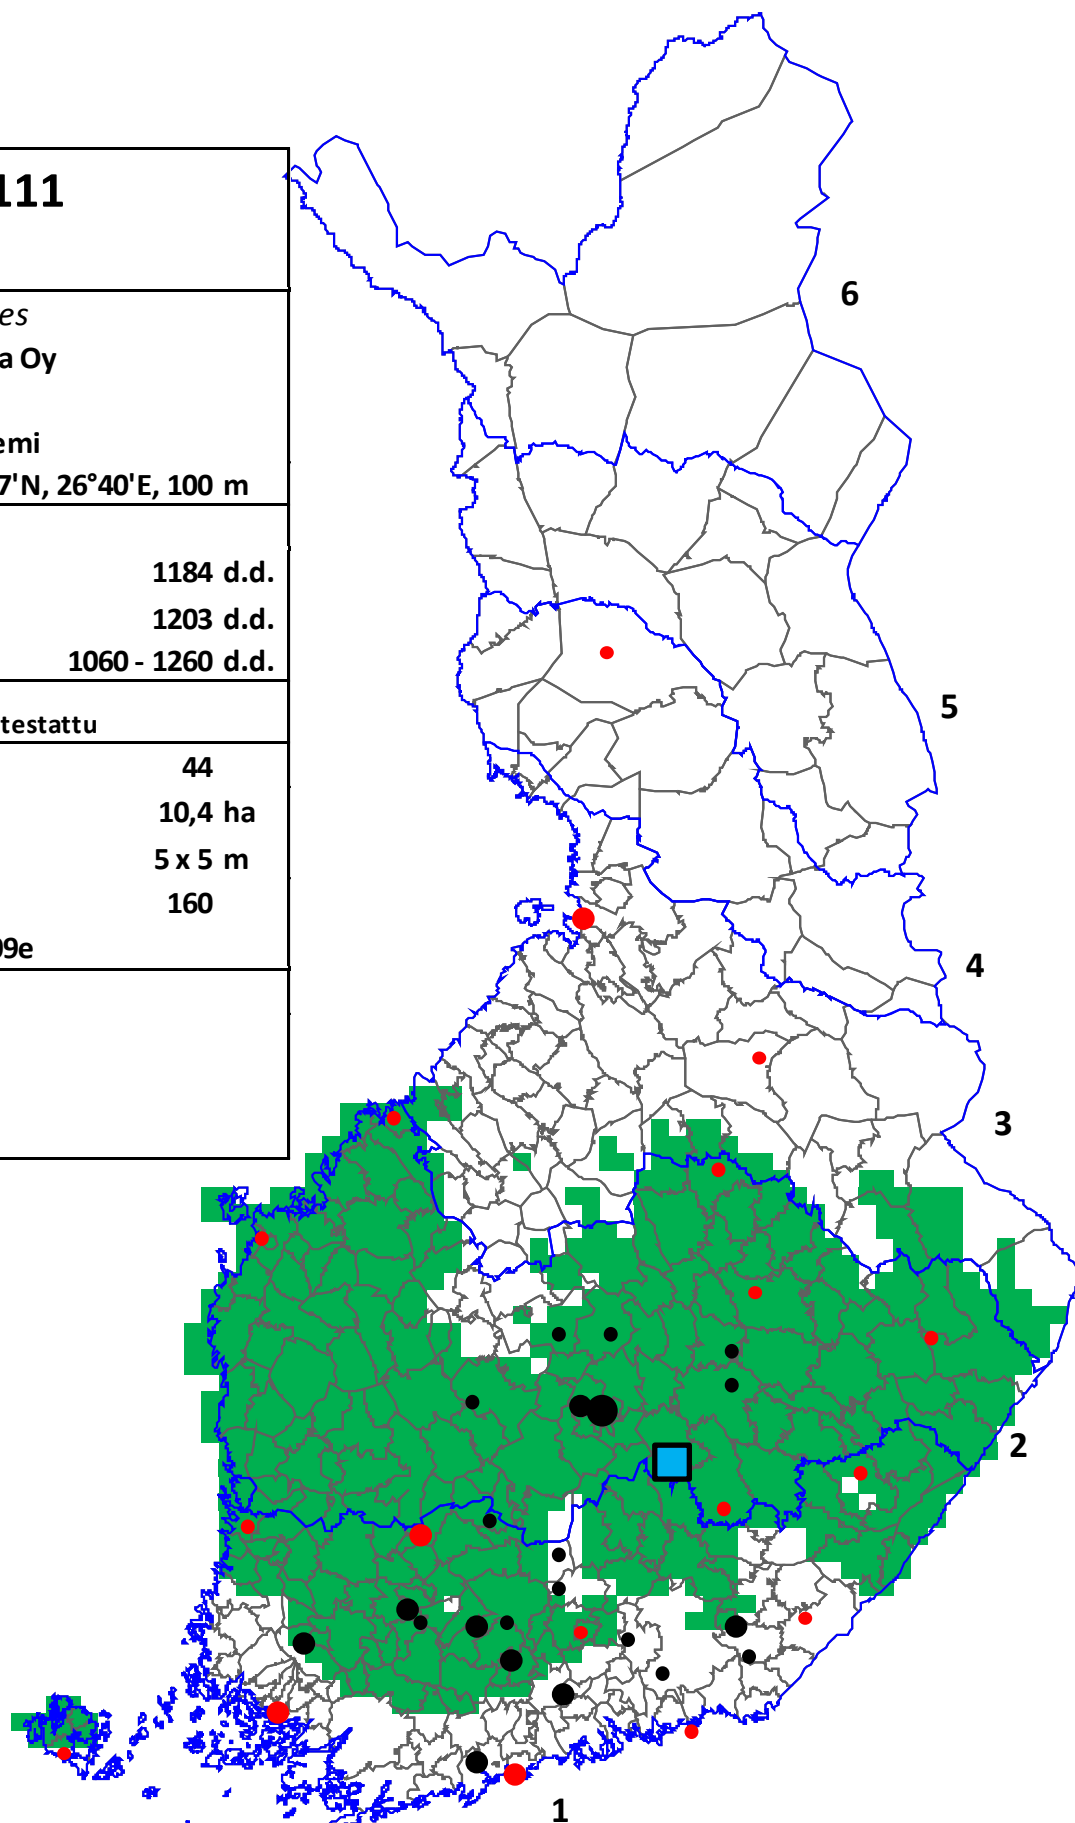 111
es
a Oy
emi
7'N, 26°40'E, 100 m
1184 d.d.
1203 d.d.
1060 - 1260 d.d.
testattu
44
10,4 ha
5 x 5 m
160
09e
6
5
4
3
2
1